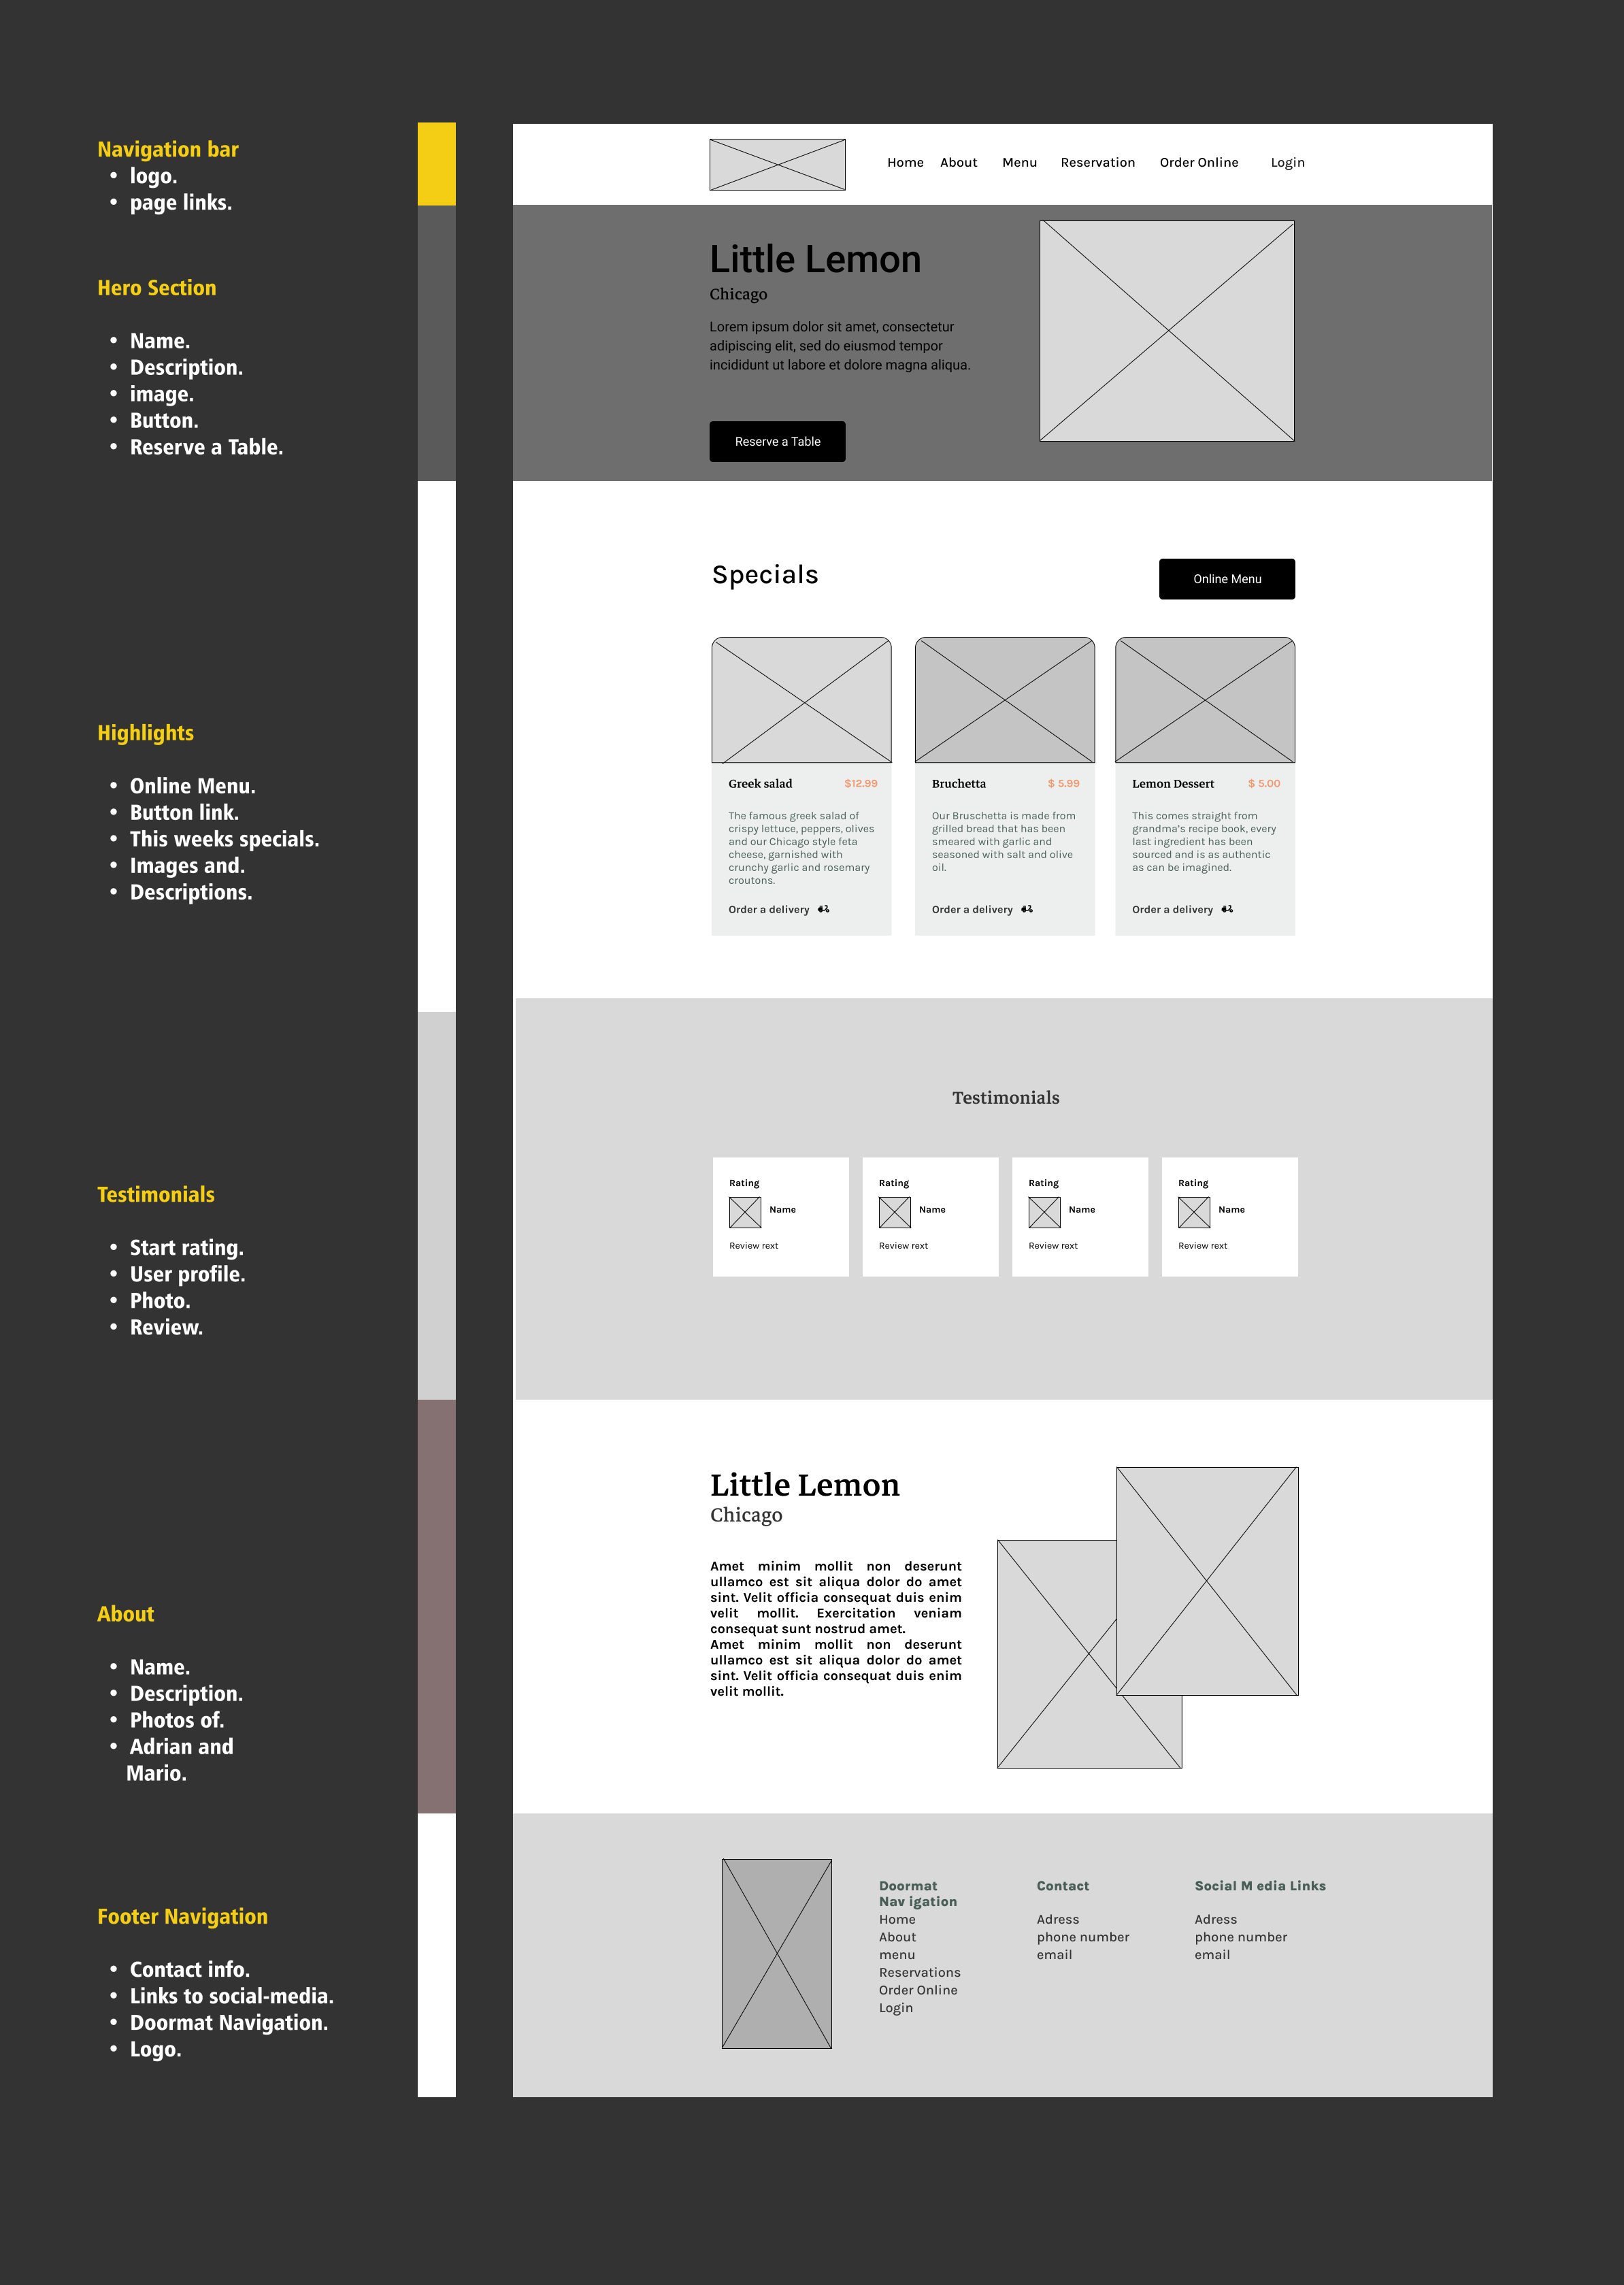 Navigation bar
• logo.
• page links.
Hero Section
• Name.
• Description.
• image.
• Button.
• Reserve a Table.
Highlights
• Online Menu.
• Button link.
• This weeks specials.
• Images and.
• Descriptions.
Testimonials
• Start rating.
• User profile.
• Photo.
• Review.
About
• Name.
• Description.
• Photos of.
• Adrian and
Mario.
Footer Navigation
• Contact info.
• Links to social-media.
• Doormat Navigation.
• Logo.
Home About Menu Reservation Order Online Login
Little Lemon
Chicago
Lorem ipsum dolor sit amet, consectetur
adipiscing elit, sed do eiusmod tempor
incididunt ut labore et dolore magna aliqua.
Reserve a Table
Specials
Online Menu
Greek salad $12.99
The famous greek salad of
crispy lettuce, peppers, olives
and our Chicago style feta
cheese, garnished with
crunchy garlic and rosemary
croutons.
Order a delivery
Bruchetta $ 5.99
Our Bruschetta is made from
grilled bread that has been
smeared with garlic and
seasoned with salt and olive
oil.
Order a delivery
Lemon Dessert $ 5.00
This comes straight from
grandma's recipe book, every
last ingredient has been
sourced and is as authentic
as can be imagined.
Order a delivery
Testimonials
Rating
Name
Review rext
Rating
Name
Review rext
Rating
Name
Review rext
Rating
Name
Review rext
Little Lemon
Chicago
Amet minim mollit non deserunt
ullamco est sit aliqua dolor do amet
sint. Velit officia consequat duis enim
velit mollit. Exercitation veniam
consequat sunt nostrud amet.
Amet minim mollit non deserunt
ullamco est sit aliqua dolor do amet
sint. Velit officia consequat duis enim
velit mollit.
Doormat
Nav igation
Home
About
menu
Reservations
Order Online
Login
Contact
Adress
phone number
email
Social M edia Links
Adress
phone number
email